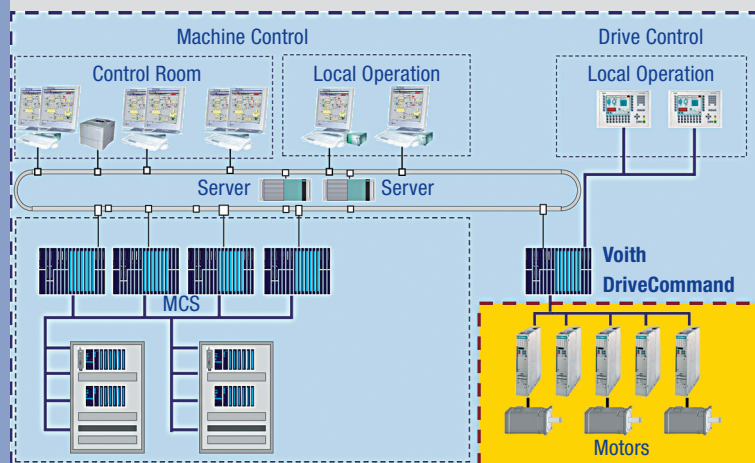 Machine Control
Drive Control
Control Room
Local Operation
Local Operation
Server
Server
Voith
DriveCommand
MCS
Motors